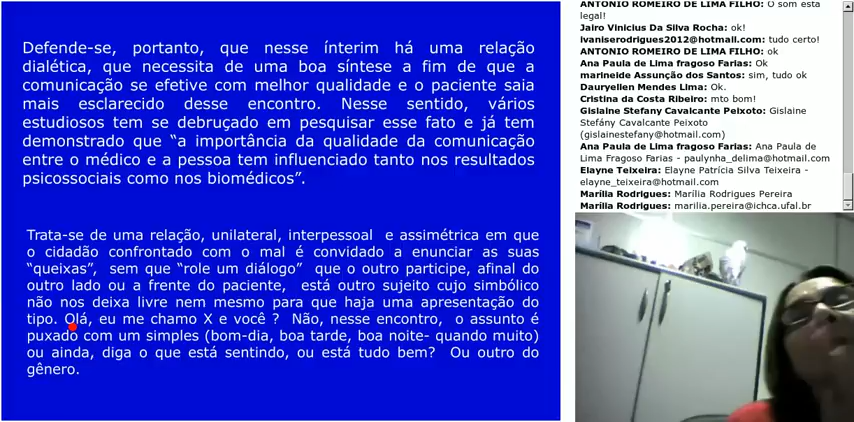 Defende-se, portanto, que nesse ínterim há uma relação
dialética, que necessita de uma boa síntese a fim de que a
comunicação se efetive com melhor qualidade e o paciente saia
mais esclarecido desse encontro. Nesse sentido, vários
estudiosos tem se debruçado em pesquisar esse fato e já tem
demonstrado que “a importância da qualidade da comunicação
entre o médico e a pessoa tem influenciado tanto nos resultados
psicossociais como nos biomédicos”.
Trata-se de uma relação, unilateral, interpessoal e assimétrica em que
o cidadão confrontado com o mal é convidado a enunciar as suas
“queixas”, sem que “role um diálogo” que o outro participe, afinal do
outro lado ou a frente do paciente, está outro sujeito cujo simbólico
não nos deixa livre nem mesmo para que haja uma apresentação do
tipo. Olá, eu me chamo X e você ? Não, nesse encontro, o assunto é
puxado com um simples (bom-dia, boa tarde, boa noite- quando muito)
ou ainda, diga o que está sentindo, ou está tudo bem? Ou outro do
gênero.
ANTONIO ROMEIRO DE LIMA FILHO: O som esta
legal!
Jairo Vinicius Da Silva Rocha: ok!
ivaniserodrigues2012@hotmail.com: tudo certo!
ANTONIO ROMEIRO DE LIMA FILHO: ok
Ana Paula de Lima fragoso Farias: Ok
marineide Assunção dos Santos: sim, tudo ok
Dauryellen Mendes Lima: Ok.
Cristina da Costa Ribeiro: mto bom!
Gislaine Stefany Cavalcante Peixoto: Gislaine
Stefány Cavalcante Peixoto
(gislainestefany@hotmail.com)
Ana Paula de Lima fragoso Farias: Ana Paula de
Lima Fragoso Farias - paulynha_delima@hotmail.com
Elayne Teixeira: Elayne Patrícia Silva Teixeira -
elayne_teixeira@hotmail.com
Marília Rodrigues: Marília Rodrigues Pereira
Marília Rodrigues: marilia.pereira@ichca.ufal.br